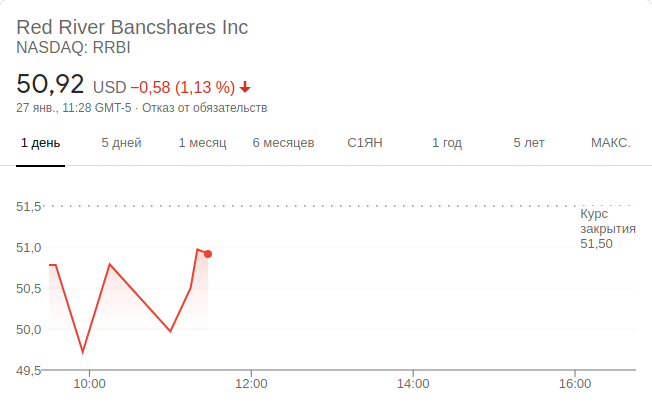 Red River Bancshares Inc
NASDAQ: RRBI
50,92 USD −0,58 (1,13 %)
27 янв., 11:28 GMT-5 · Отказ от обязательств
1 день 5 дней 1 месяц 6 месяцев С1ЯН 1 год 5 лет МАКС.
51,5
Курс
закрытия
51,50
51,0
50,5
50,0
49,5
10:00 12:00 14:00 16:00